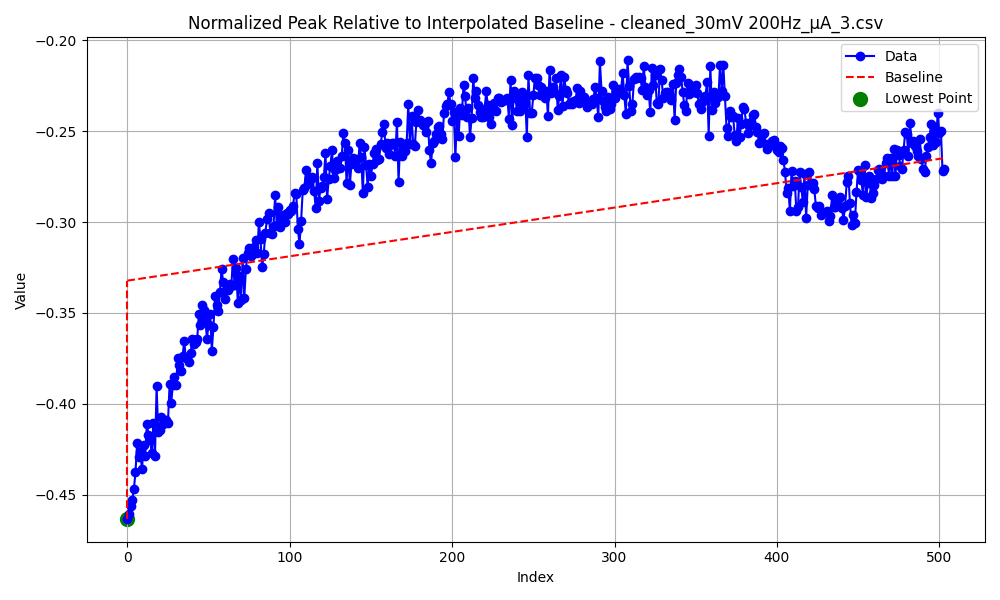 Normalized Peak Relative to Interpolated Baseline - cleaned_30mV 200Hz_μA_3.csv
Data
Baseline
Lowest Point
Value
−0.20
−0.25
−0.30
−0.35
−0.40
−0.45
0
100
200
300
400
500
Index